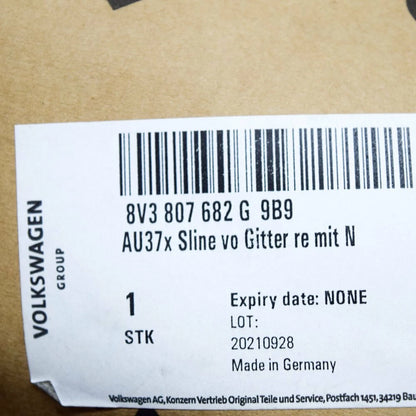 VOLKSWAGEN
GROUP
8V3 807 682 G 9B9
AU37x Sline vo Gitter re mit N
1
STK
Expiry date: NONE
LOT:
20210928
Made in Germany
Volkswagen AG, Konzern Vertrieb Original Teile und Service, Postfach 1451, 34219 Bau